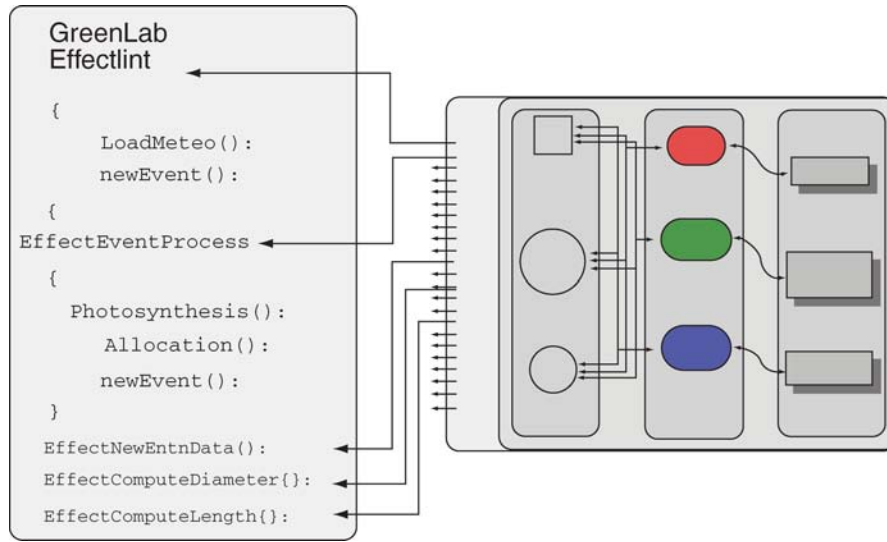 GreenLab
Effectlint
{
LoadMeteo():
newEvent():
{
EffectEventProcess
{
Photosynthesis():
Allocation():
newEvent():
}
EffectNewEntnData():
EffectComputeDiameter{}:
EffectComputeLength{}: